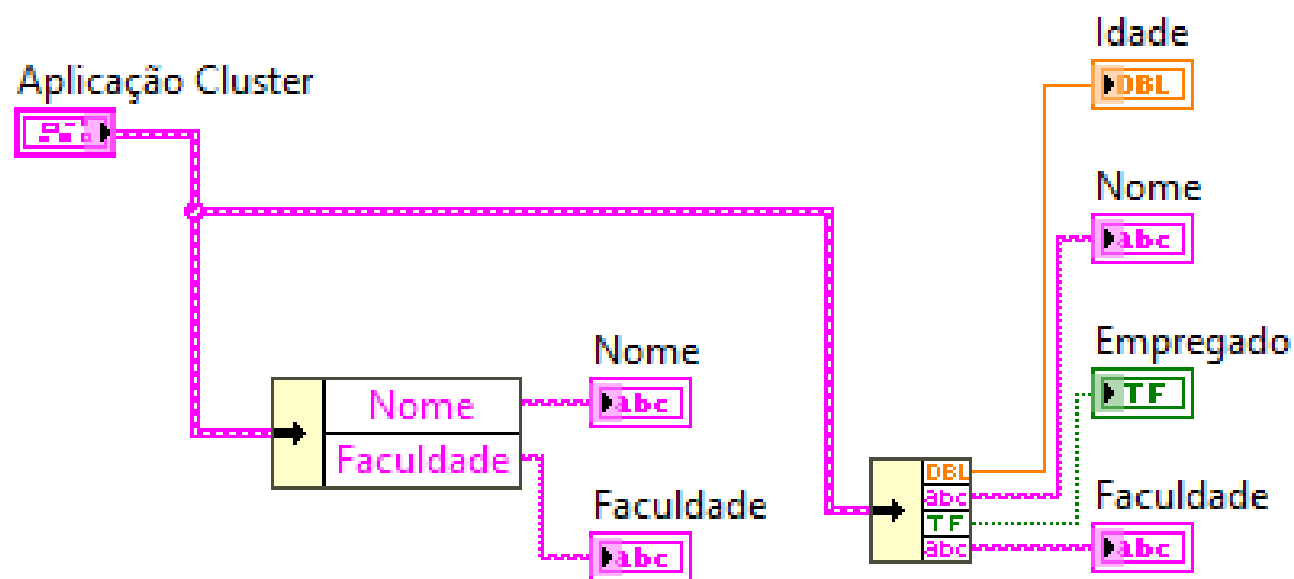 Idade
Aplicação Cluster
DBL
Nome
abc
Nome
Nome
abc
Faculdade
Empregado
TF
Faculdade
abc
DBL
abc
TF
abc
Faculdade
abc